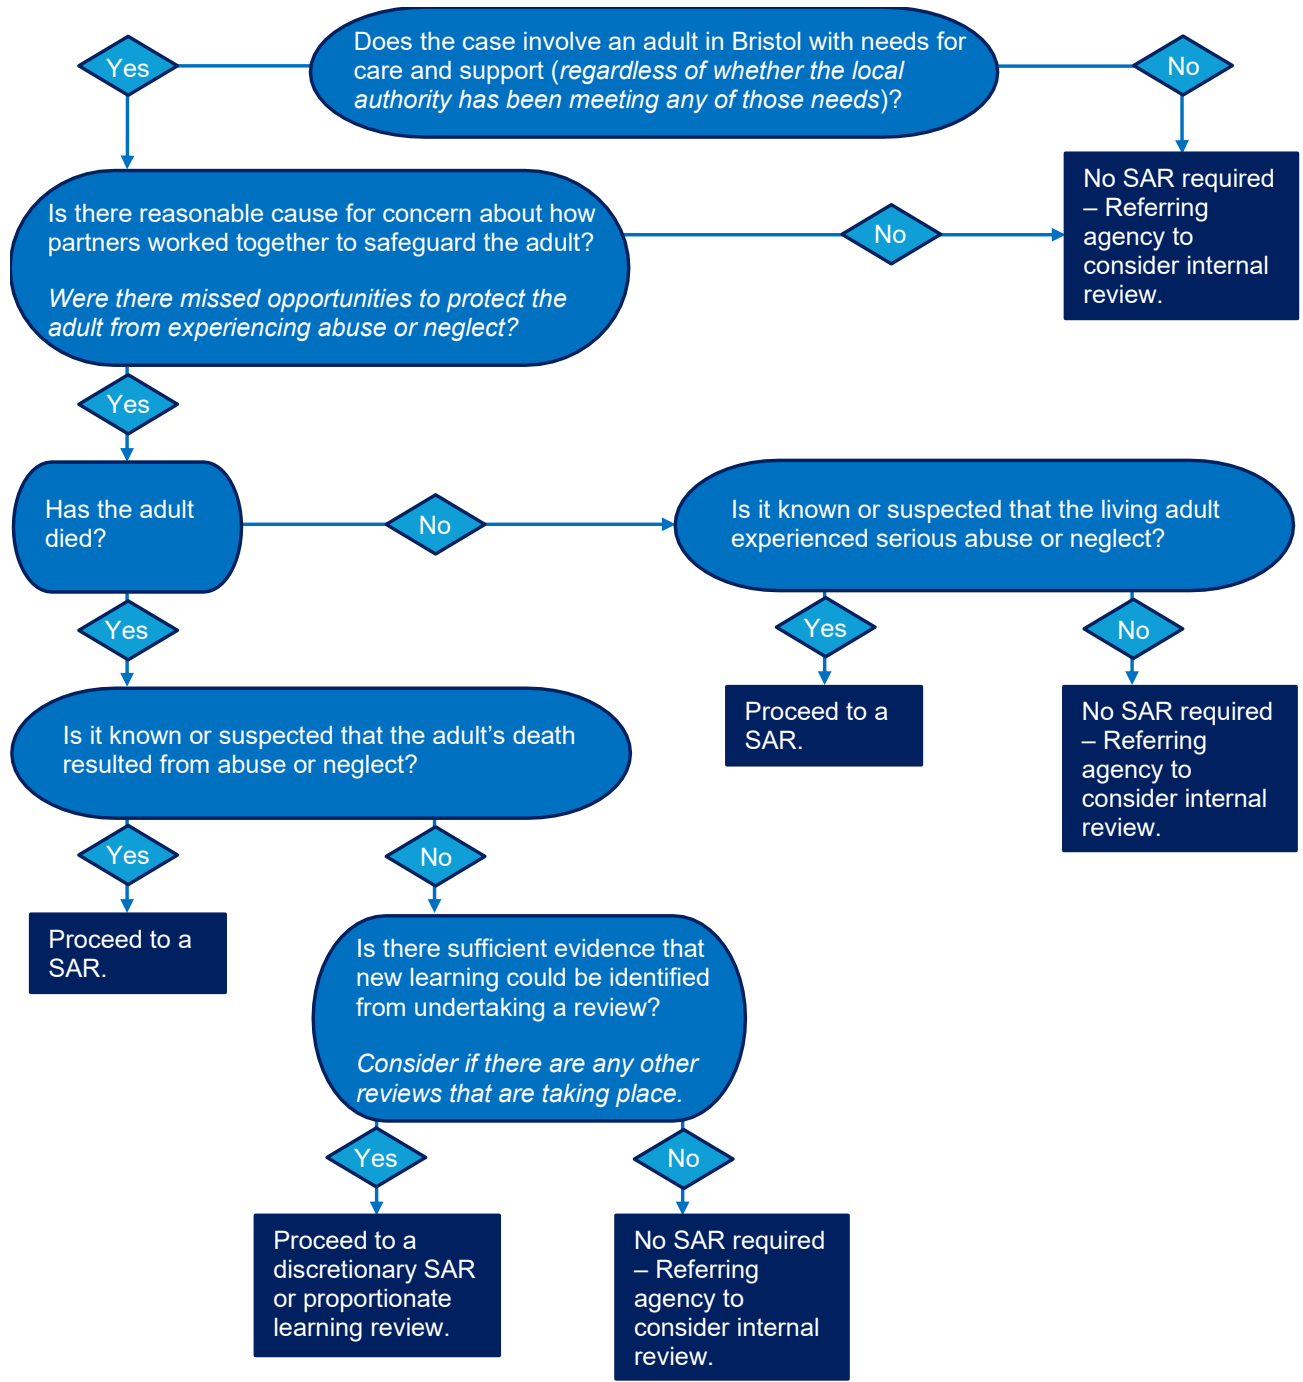 Does the case involve an adult in Bristol with needs for
care and support (regardless of whether the local
authority has been meeting any of those needs)?
Yes
No
No SAR required
– Referring
agency to
consider internal
review.
Is there reasonable cause for concern about how
partners worked together to safeguard the adult?
Were there missed opportunities to protect the
adult from experiencing abuse or neglect?
No
Yes
Has the adult
died?
No
Is it known or suspected that the living adult
experienced serious abuse or neglect?
Yes
No
Proceed to a
SAR.
No SAR required
– Referring
agency to
consider internal
review.
Yes
Is it known or suspected that the adult’s death
resulted from abuse or neglect?
Yes
No
Proceed to a
SAR.
Is there sufficient evidence that
new learning could be identified
from undertaking a review?
Consider if there are any other
reviews that are taking place.
Yes
No
Proceed to a
discretionary SAR
or proportionate
learning review.
No SAR required
– Referring
agency to
consider internal
review.